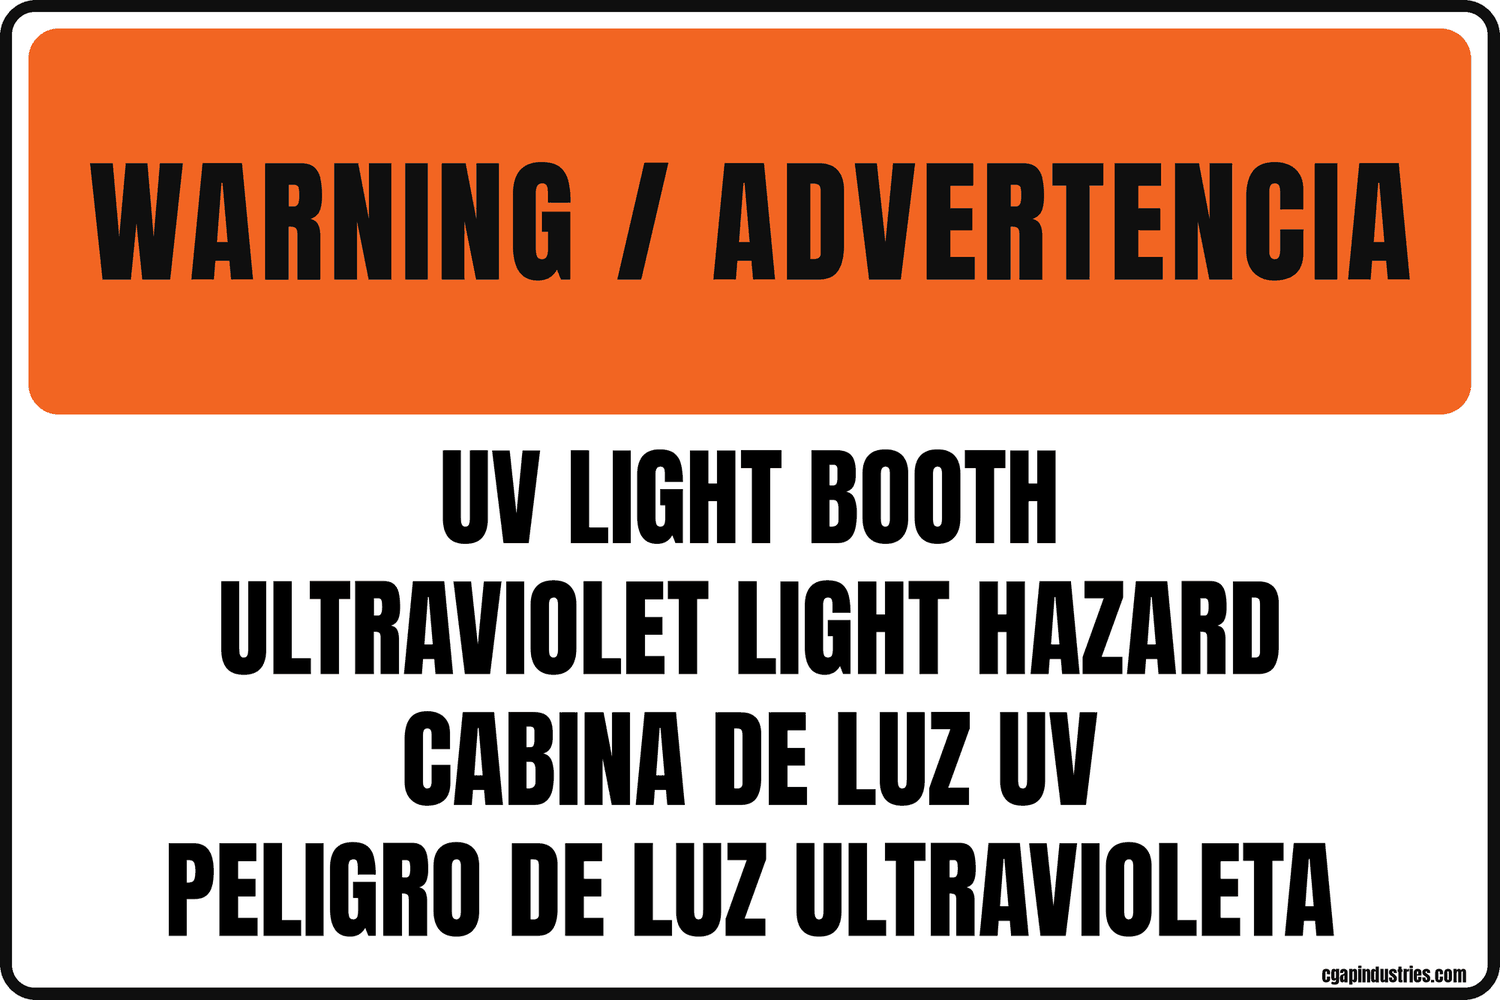 WARNING / ADVERTENCIA
UV LIGHT BOOTH
ULTRAVIOLET LIGHT HAZARD
CABINA DE LUZ UV
PELIGRO DE LUZ ULTRAVIOLETA
cgapindustries.com